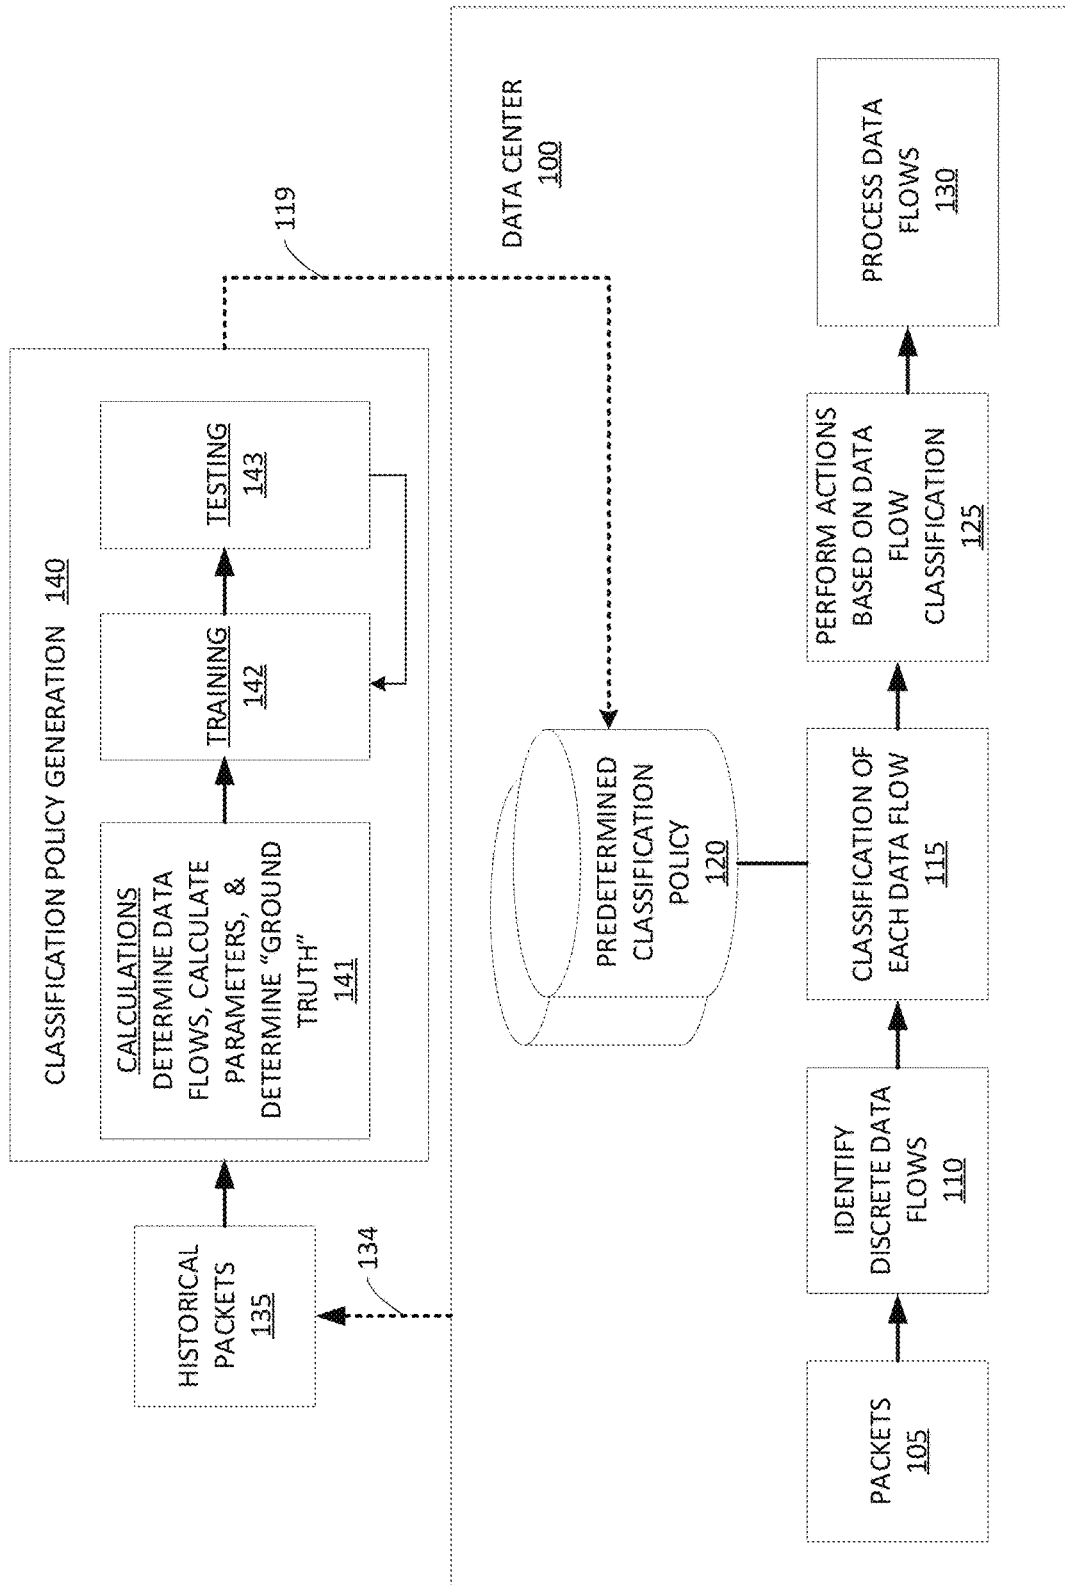 CLASSIFICATION POLICY GENERATION 140
HISTORICAL
PACKETS
135
CALCULATIONS
DETERMINE DATA
FLOWS, CALCULATE
PARAMETERS, &
DETERMINE “GROUND
TRUTH”
141
TRAINING
142
TESTING
143
134
119
DATA CENTER
100
PREDETERMINED
CLASSIFICATION
POLICY
120
PACKETS
105
IDENTIFY
DISCRETE DATA
FLOWS
110
CLASSIFICATION OF
EACH DATA FLOW
115
PERFORM ACTIONS
BASED ON DATA
FLOW
CLASSIFICATION
125
PROCESS DATA
FLOWS
130